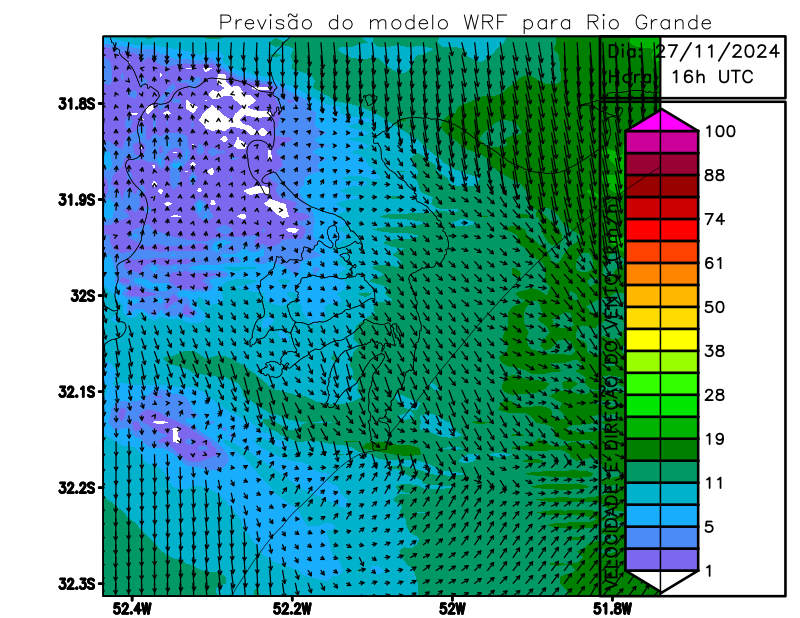 Previsão do modelo WRF para Rio Grande
Dia: 27/11/2024
Hora: 16h UTC
31.8S
31.9S
32S
32.1S
32.2S
32.3S
52.4W
52.2W
52W
51.8W
VELOCIDADE E DIREÇÃO DO VENTO (km/h)
100
88
74
61
50
38
28
19
11
5
1